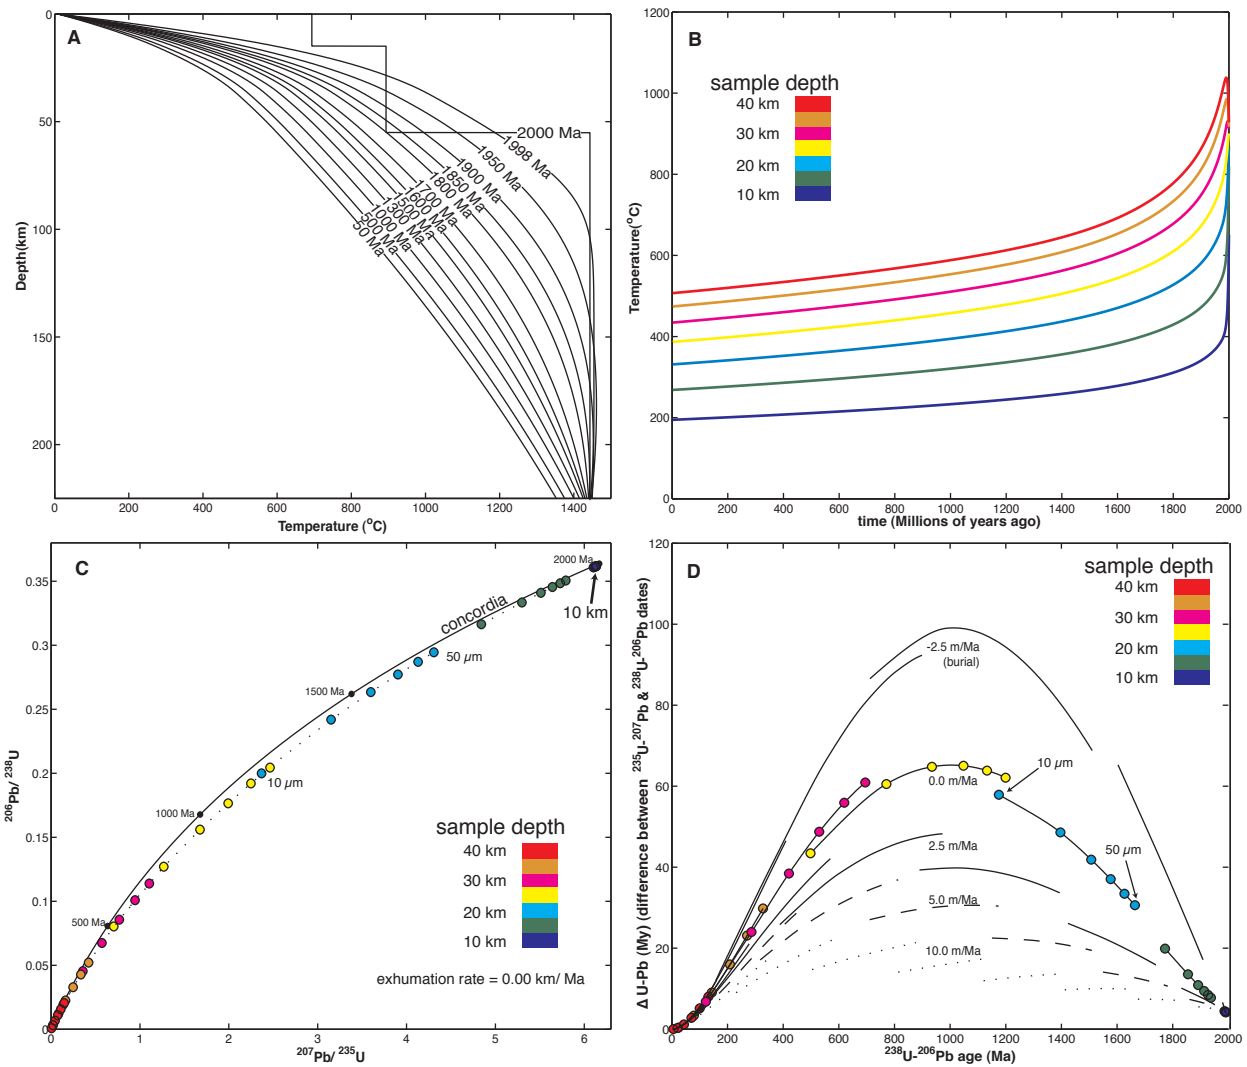 A
0
50
100
150
200
Depth(km)
0
200
400
600
800
1000
1200
1400
Temperature (°C)
2000 Ma
1998 Ma
1950 Ma
1900 Ma
1850 Ma
1800 Ma
1700 Ma
1600 Ma
1500 Ma
1300 Ma
1000 Ma
500 Ma
50 Ma
B
sample depth
40 km
30 km
20 km
10 km
1200
1000
800
600
400
200
0
Temperature(°C)
0
200
400
600
800
1000
1200
1400
1600
1800
2000
time (Millions of years ago)
C
2000 Ma
10 km
concordia
50 µm
1500 Ma
10 µm
1000 Ma
500 Ma
sample depth
40 km
30 km
20 km
10 km
exhumation rate = 0.00 km/ Ma
0.35
0.3
0.25
0.2
0.15
0.1
0.05
0
206Pb/ 238U
0
1
2
3
4
5
6
207Pb/ 235U
D
sample depth
40 km
30 km
20 km
10 km
-2.5 m/Ma
(burial)
0.0 m/Ma
10 µm
50 µm
2.5 m/Ma
5.0 m/Ma
10.0 m/Ma
120
100
80
60
40
20
0
Δ U-Pb (My) (difference between 235U-207Pb & 238U-206Pb dates)
0
200
400
600
800
1000
1200
1400
1600
1800
2000
238U-206Pb age (Ma)